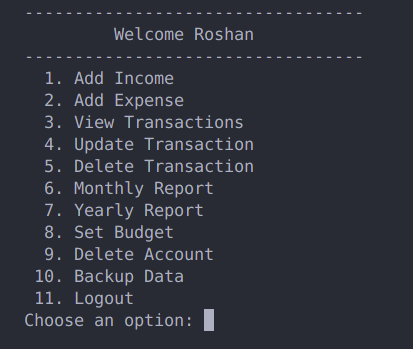 ----------------------------------
Welcome Roshan
----------------------------------
1. Add Income
2. Add Expense
3. View Transactions
4. Update Transaction
5. Delete Transaction
6. Monthly Report
7. Yearly Report
8. Set Budget
9. Delete Account
10. Backup Data
11. Logout
Choose an option: